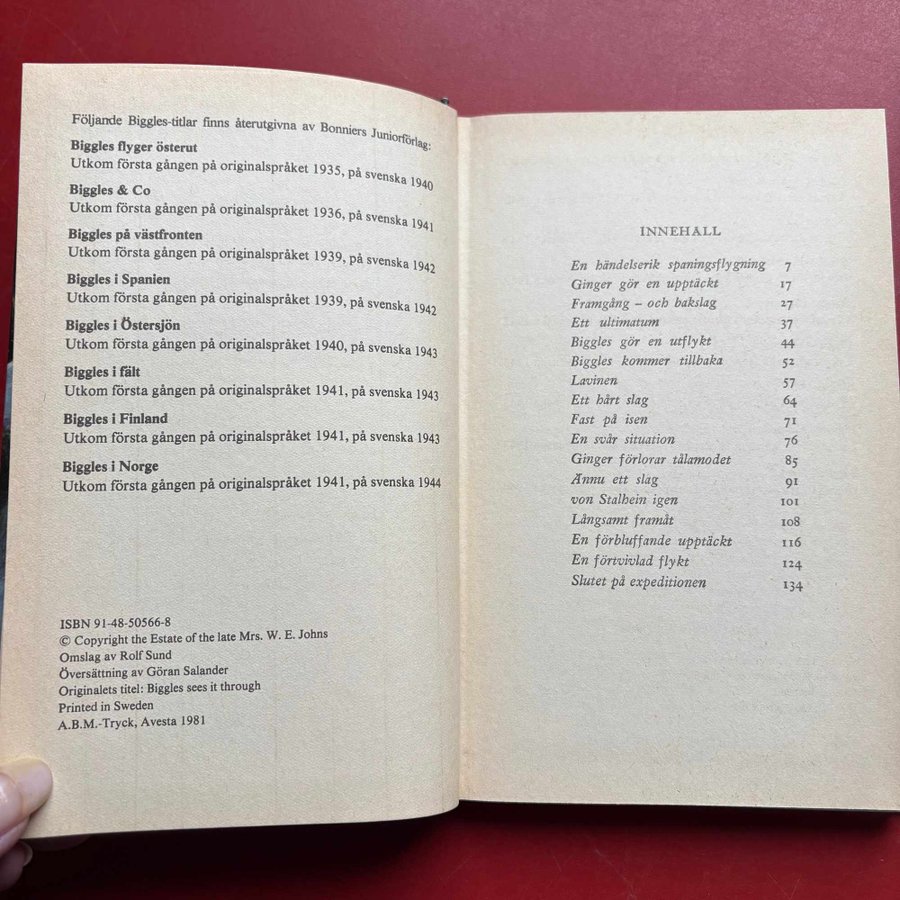 Följande Biggles-titlar finns återutgivna av Bonniers Juniorförlag:
Biggles flyger österut
Utkom första gången på originalspråket 1935, på svenska 1940
Biggles & Co
Utkom första gången på originalspråket 1936, på svenska 1941
Biggles på västfronten
Utkom första gången på originalspråket 1939, på svenska 1942
Biggles i Spanien
Utkom första gången på originalspråket 1939, på svenska 1942
Biggles i Östersjön
Utkom första gången på originalspråket 1940, på svenska 1943
Biggles i fält
Utkom första gången på originalspråket 1941, på svenska 1943
Biggles i Finland
Utkom första gången på originalspråket 1941, på svenska 1943
Biggles i Norge
Utkom första gången på originalspråket 1941, på svenska 1944
ISBN 91-48-50566-8
© Copyright the Estate of the late Mrs. W. E. Johns
Omslag av Rolf Sund
Översättning av Göran Salander
Originalets titel: Biggles sees it through
Printed in Sweden
A.B.M.-Tryck, Avesta 1981
INNEHALL
En händelserik spaningsflygning 7
Ginger gör en upptäckt 17
Framgång – och bakslag 27
Ett ultimatum 37
Biggles gör en utflykt 44
Biggles kommer tillbaka 52
Lavinen 57
Ett hårt slag 64
Fast på isen 71
En svår situation 76
Ginger förlorar tålamodet 85
Annu ett slag 91
von Stalhein igen 101
Långsamt framåt 108
En förbluffande upptäckt 116
En förtvivlad flykt 124
Slutet på expeditionen 134